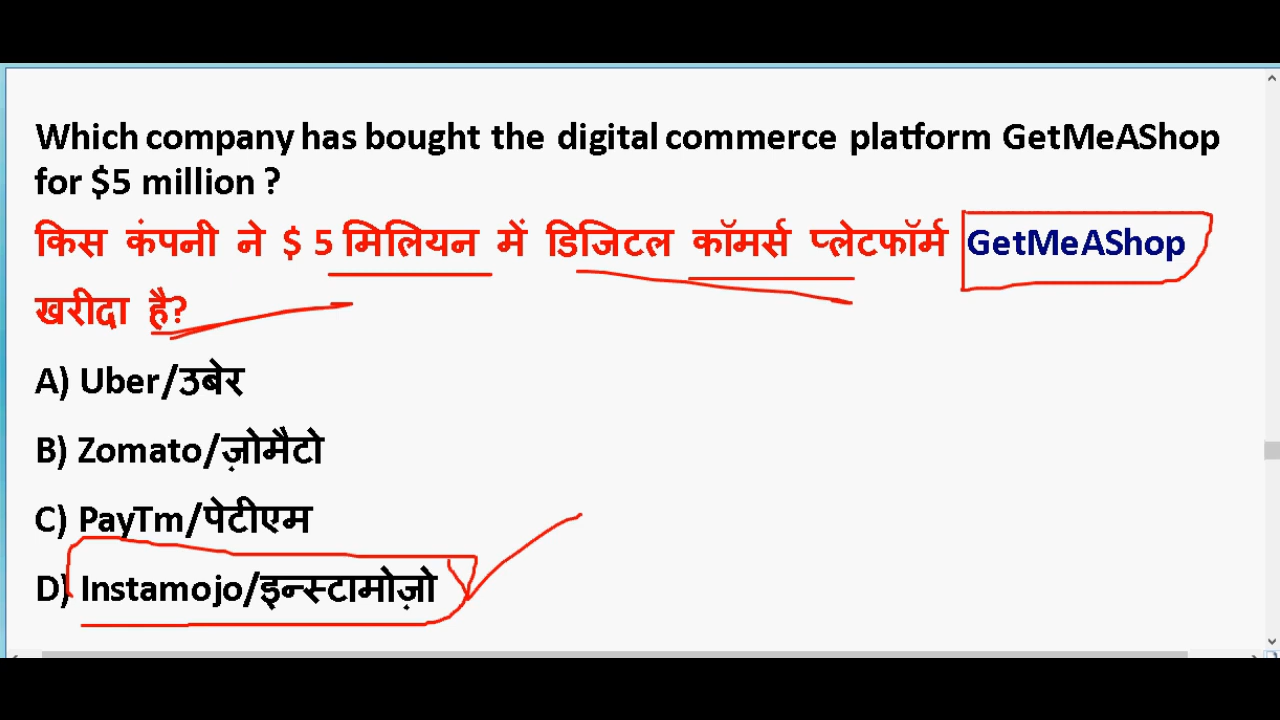 Which company has bought the digital commerce platform GetMeAShop
for $5 million ?
किस कंपनी ने $ 5 मिलियन में डिजिटल कॉमर्स प्लेटफॉर्म GetMeAShop
खरीदा है?
A) Uber/उबेर
B) Zomato/ज़ोमैटो
C) PayTm/पेटीएम
D) Instamojo/इन्स्टामोज़ो